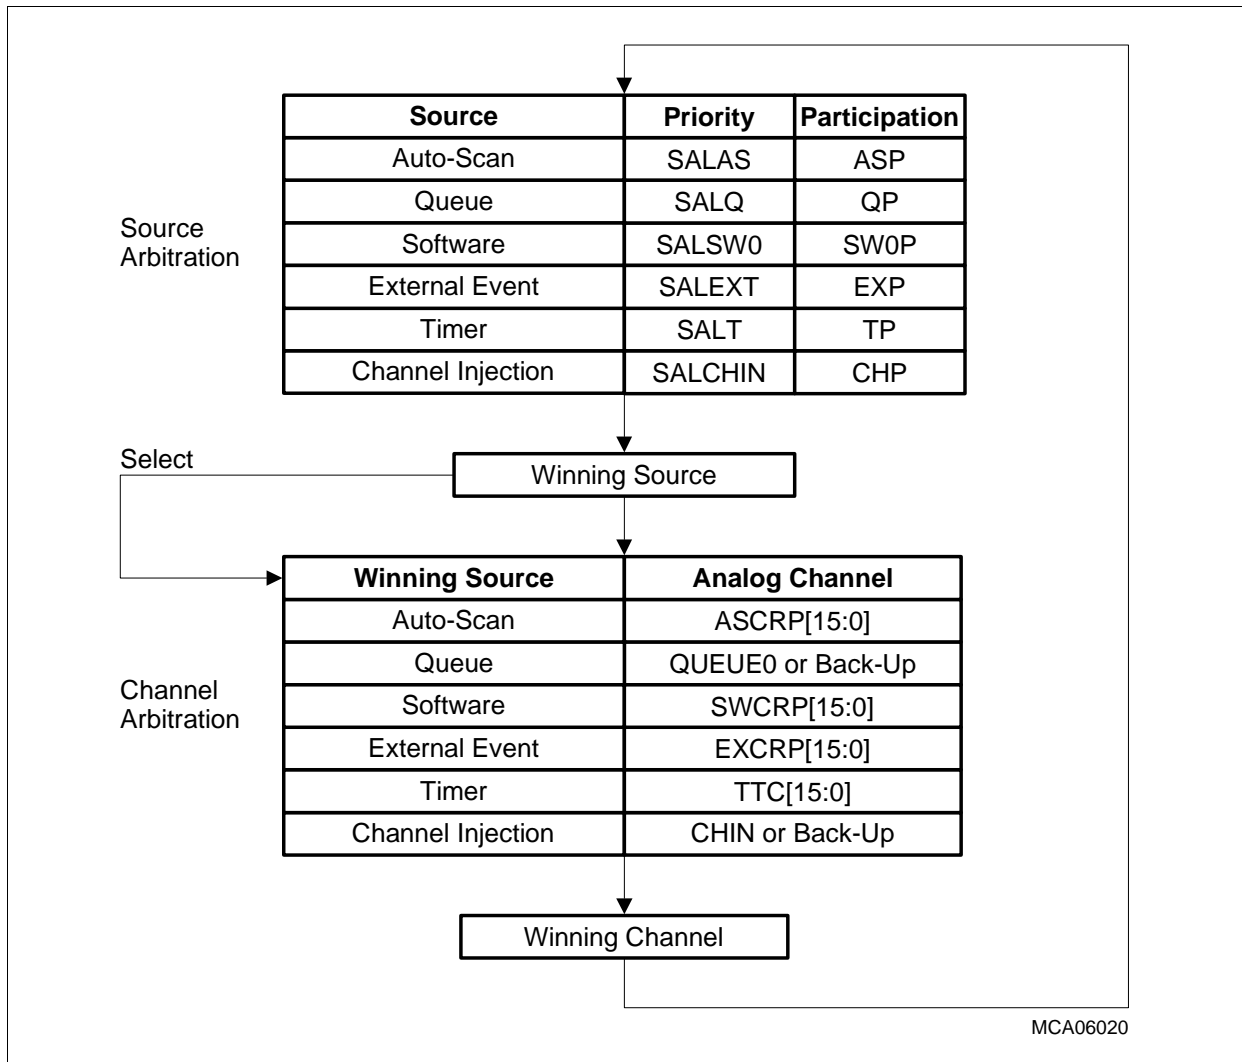 Source Priority Participation
Auto-Scan SALAS ASP
Queue SALQ QP
Source
Arbitration
Software SALSW0 SW0P
External Event SALEXT EXP
Timer SALT TP
Channel Injection SALCHIN CHP
Select
Winning Source
Winning Source Analog Channel
Auto-Scan ASCRP[15:0]
Queue QUEUE0 or Back-Up
Channel
Arbitration
Software SWCRP[15:0]
External Event EXCRP[15:0]
Timer TTC[15:0]
Channel Injection CHIN or Back-Up
Winning Channel
MCA06020